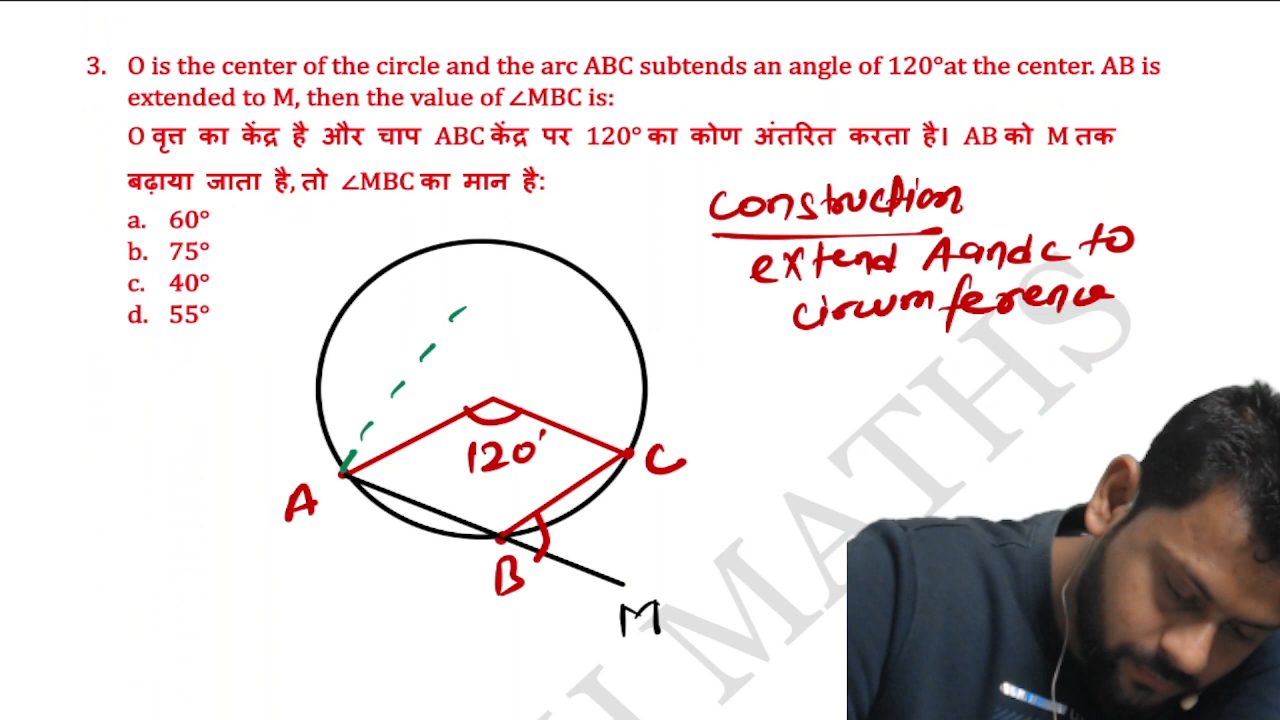 3. O is the center of the circle and the arc ABC subtends an angle of 120°at the center. AB is
extended to M, then the value of ∠MBC is:
O वृत्त का केंद्र है और चाप ABC केंद्र पर 120° का कोण अंतरित करता है। AB को M तक
बढ़ाया जाता है, तो ∠MBC का मान है:
a. 60°
b. 75°
c. 40°
d. 55°
construction
extend A and c to
circumference
120°
A
C
B
M
MATHS